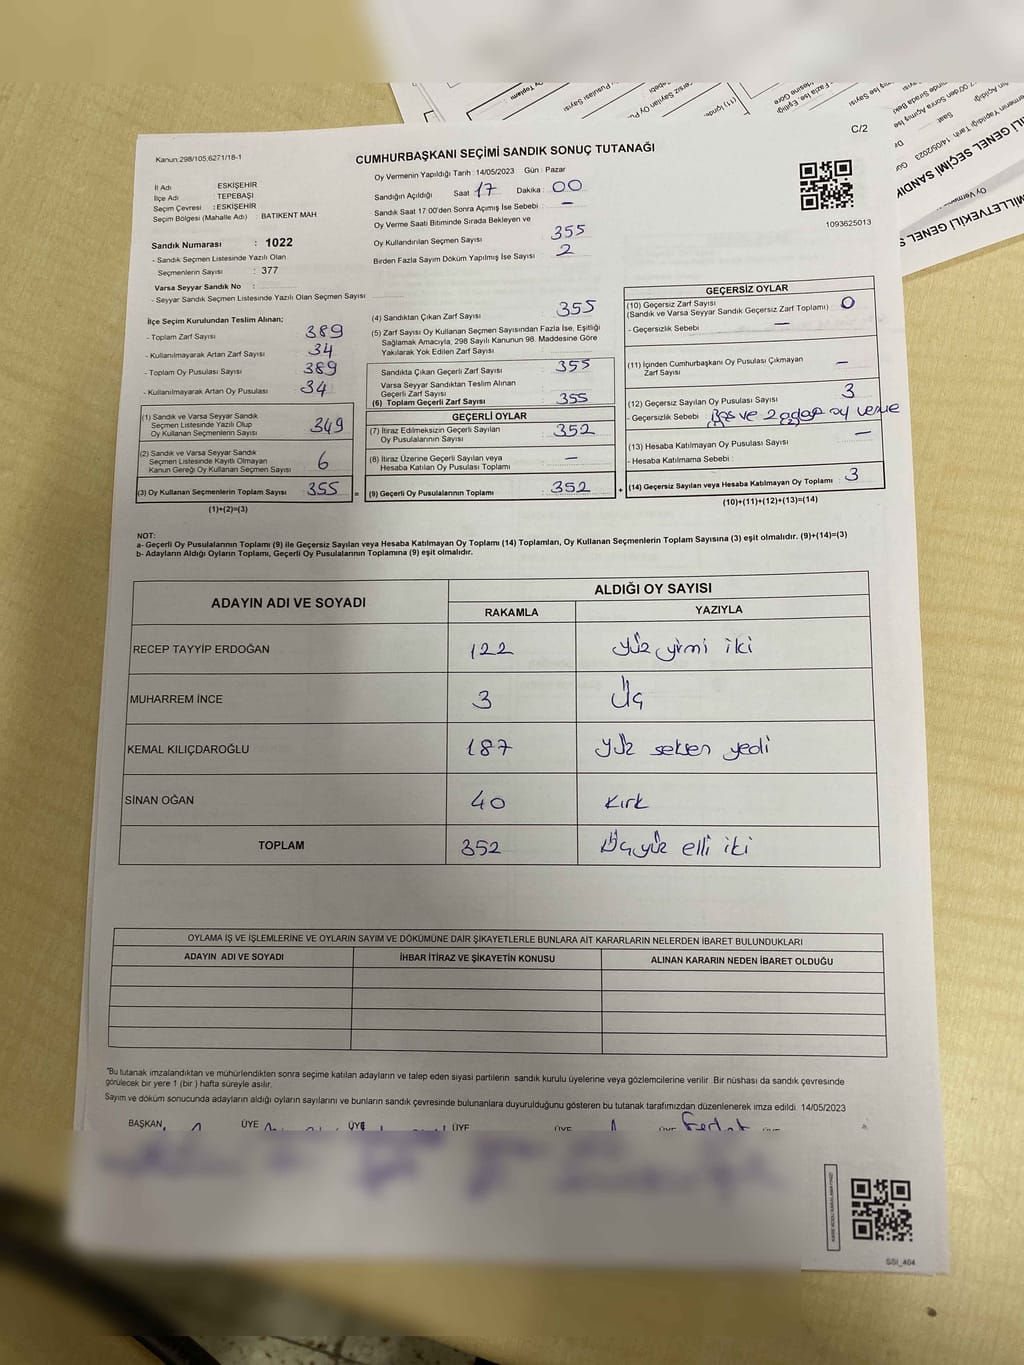 C/2
Kanun:298/105,6271/18-1
CUMHURBAŞKANI SEÇİMİ SANDIK SONUÇ TUTANAĞI
İl Adı : ESKİŞEHİR
İlçe Adı : TEPEBAŞI
Seçim Çevresi : ESKİŞEHİR
Seçim Bölgesi (Mahalle Adı) : BATIKENT MAH
Sandık Numarası : 1022
- Sandık Seçmen Listesinde Yazılı Olan
Seçmenlerin Sayısı : 377
Varsa Seyyar Sandık No :
- Seyyar Sandık Seçmen Listesinde Yazılı Olan Seçmen Sayısı
Oy Vermenin Yapıldığı Tarih : 14/05/2023 Gün : Pazar
Sandığın Açıldığı Saat 17 Dakika : 00
Sandık Saat 17:00'den Sonra Açımış İse Sebebi : -
Oy Verme Saati Bitiminde Sırada Bekleyen ve
Oy Kullandırılan Seçmen Sayısı 355
Birden Fazla Sayım Döküm Yapılmış İse Sayısı 2
1093625013
İlçe Seçim Kurulundan Teslim Alınan;
- Toplam Zarf Sayısı 389
- Kullanılmayarak Artan Zarf Sayısı 34
- Toplam Oy Pusulası Sayısı 389
- Kullanılmayarak Artan Oy Pusulası 34
(1) Sandık ve Varsa Seyyar Sandık
Seçmen Listesinde Yazılı Olup
Oy Kullanan Seçmenlerin Sayısı 349
(2) Sandık ve Varsa Seyyar Sandık
Seçmen Listesinde Kayıtlı Olmayan
Kanun Gereği Oy Kullanan Seçmen Sayısı 6
(3) Oy Kullanan Seçmenlerin Toplam Sayısı 355 =
(1)+(2)=(3)
(4) Sandıktan Çıkan Zarf Sayısı 355
(5) Zarf Sayısı Oy Kullanan Seçmen Sayısından Fazla İse, Eşitliği
Sağlamak Amacıyla, 298 Sayılı Kanunun 98. Maddesine Göre
Yakılarak Yok Edilen Zarf Sayısı
Sandıkta Çıkan Geçerli Zarf Sayısı 355
Varsa Seyyar Sandıktan Teslim Alınan
Geçerli Zarf Sayısı
(6) Toplam Geçerli Zarf Sayısı : 355
GEÇERLİ OYLAR
(7) İtiraz Edilmeksizin Geçerli Sayılan
Oy Pusulalarının Sayısı : 352
(8) İtiraz Üzerine Geçerli Sayılan veya
Hesaba Katılan Oy Pusulası Toplamı : -
(9) Geçerli Oy Pusulalarının Toplamı : 352 +
GEÇERSİZ OYLAR
(10) Geçersiz Zarf Sayısı
(Sandık ve Varsa Seyyar Sandık Geçersiz Zarf Toplamı) : 0
- Geçersizlik Sebebi : -
(11) İçinden Cumhurbaşkanı Oy Pusulası Çıkmayan
Zarf Sayısı -
(12) Geçersiz Sayılan Oy Pusulası Sayısı 3
- Geçersizlik Sebebi : Boş ve 2 adap oy verme
(13) Hesaba Katılmayan Oy Pusulası Sayısı -
- Hesaba Katılmama Sebebi :
(14) Geçersiz Sayılan veya Hesaba Katılmayan Oy Toplamı 3
(10)+(11)+(12)+(13)=(14)
NOT:
a- Geçerli Oy Pusulalarının Toplamı (9) ile Geçersiz Sayılan veya Hesaba Katılmayan Oy Toplamı (14) Toplamları, Oy Kullanan Seçmenlerin Toplam Sayısına (3) eşit olmalıdır. (9)+(14)=(3)
b- Adayların Aldığı Oyların Toplamı, Geçerli Oy Pusulalarının Toplamına (9) eşit olmalıdır.
ADAYIN ADI VE SOYADI ALDIĞI OY SAYISI
RAKAMLA YAZIYLA
RECEP TAYYİP ERDOĞAN 122 Yüz yirmi iki
MUHARREM İNCE 3 Üç
KEMAL KILIÇDAROĞLU 187 Yüz seksen yedi
SİNAN OĞAN 40 Kırk
TOPLAM 352 Üçyüz elli iki
OYLAMA İŞ VE İŞLEMLERİNE VE OYLARIN SAYIM VE DÖKÜMÜNE DAİR ŞİKAYETLERLE BUNLARA AİT KARARLARIN NELERDEN İBARET BULUNDUKLARI
ADAYIN ADI VE SOYADI İHBAR İTİRAZ VE ŞİKAYETİN KONUSU ALINAN KARARIN NEDEN İBARET OLDUĞU
"Bu tutanak imzalandıktan ve mühürlendikten sonra seçime katılan adayların ve talep eden siyasi partilerin sandık kurulu üyelerine veya gözlemcilerine verilir .Bir nüshası da sandık çevresinde
görülecek bir yere 1 (bir ) hafta süreyle asılır.
Sayım ve döküm sonucunda adayların aldığı oyların sayılarını ve bunların sandık çevresinde bulunanlara duyurulduğunu gösteren bu tutanak tarafımızdan düzenlenerek imza edildi. 14/05/2023
BAŞKAN ÜYE ÜYE ÜYE ÜYE ÜYE
SSI_404